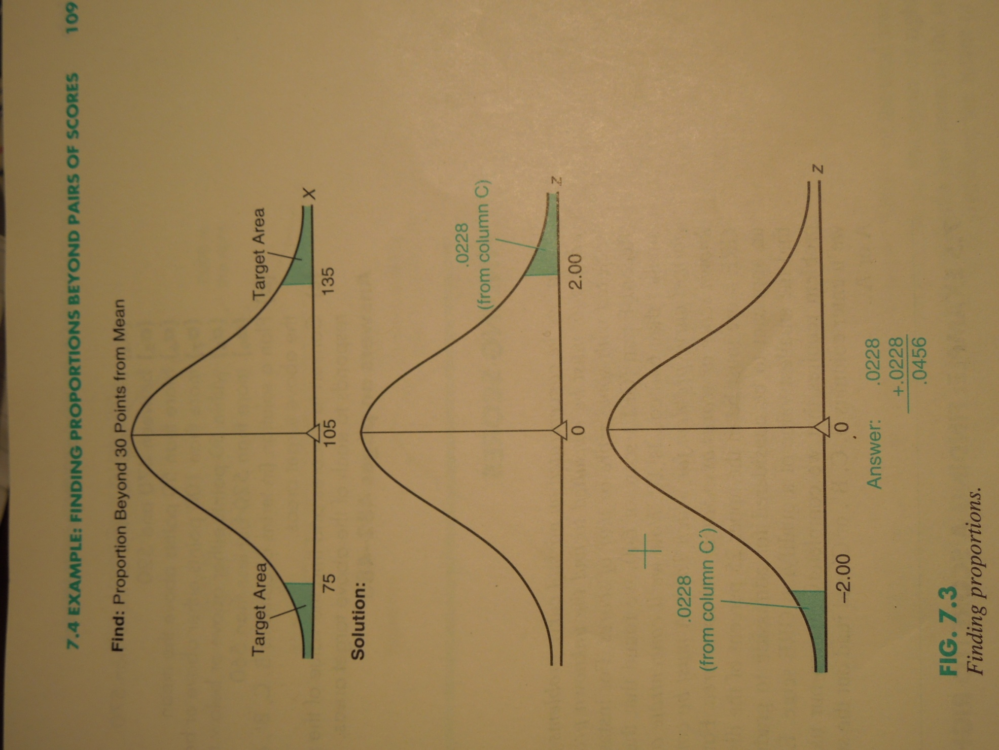 7.4 EXAMPLE: FINDING PROPORTIONS BEYOND PAIRS OF SCORES 109
Find: Proportion Beyond 30 Points from Mean
Target Area
Target Area
75
105
135
X
Solution:
.0228
(from column C)
0
2.00
z
+
.0228
(from column C′)
−2.00
0
z
Answer: .0228
+.0228
.0456
FIG. 7.3
Finding proportions.